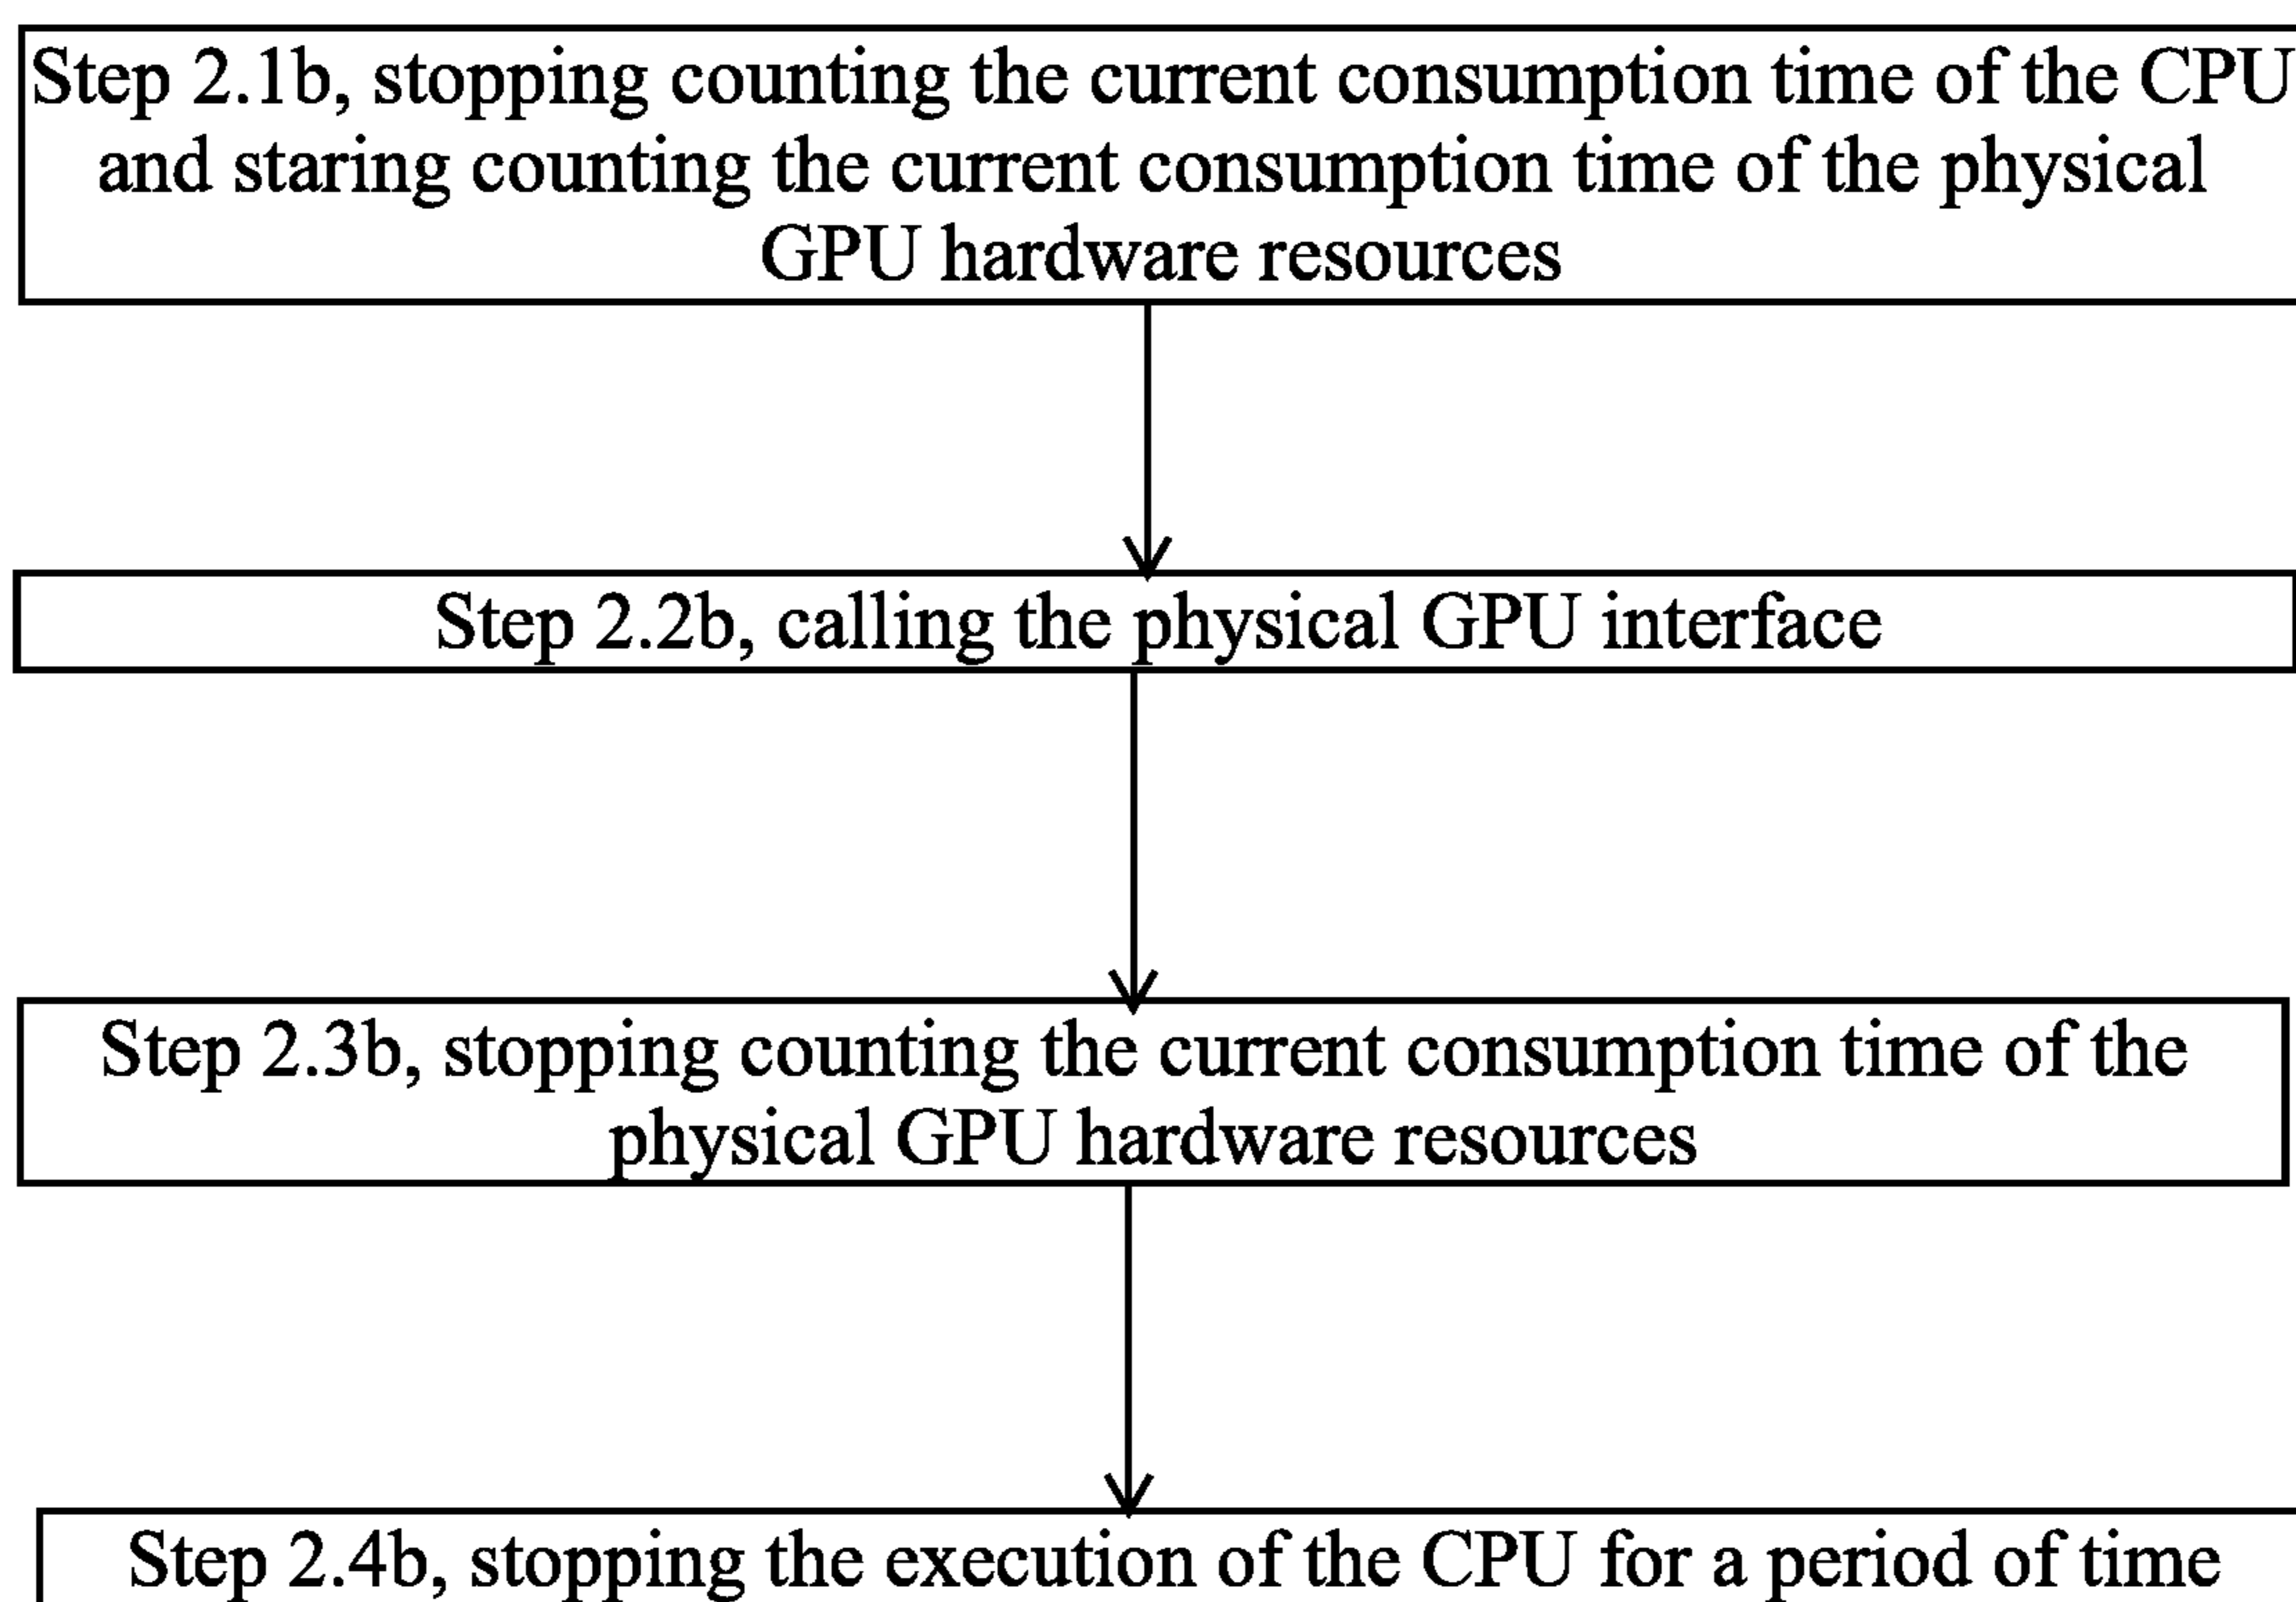 Step 2.1b, stopping counting the current consumption time of the CPU
and staring counting the current consumption time of the physical
GPU hardware resources
Step 2.2b, calling the physical GPU interface
Step 2.3b, stopping counting the current consumption time of the
physical GPU hardware resources
Step 2.4b, stopping the execution of the CPU for a period of time